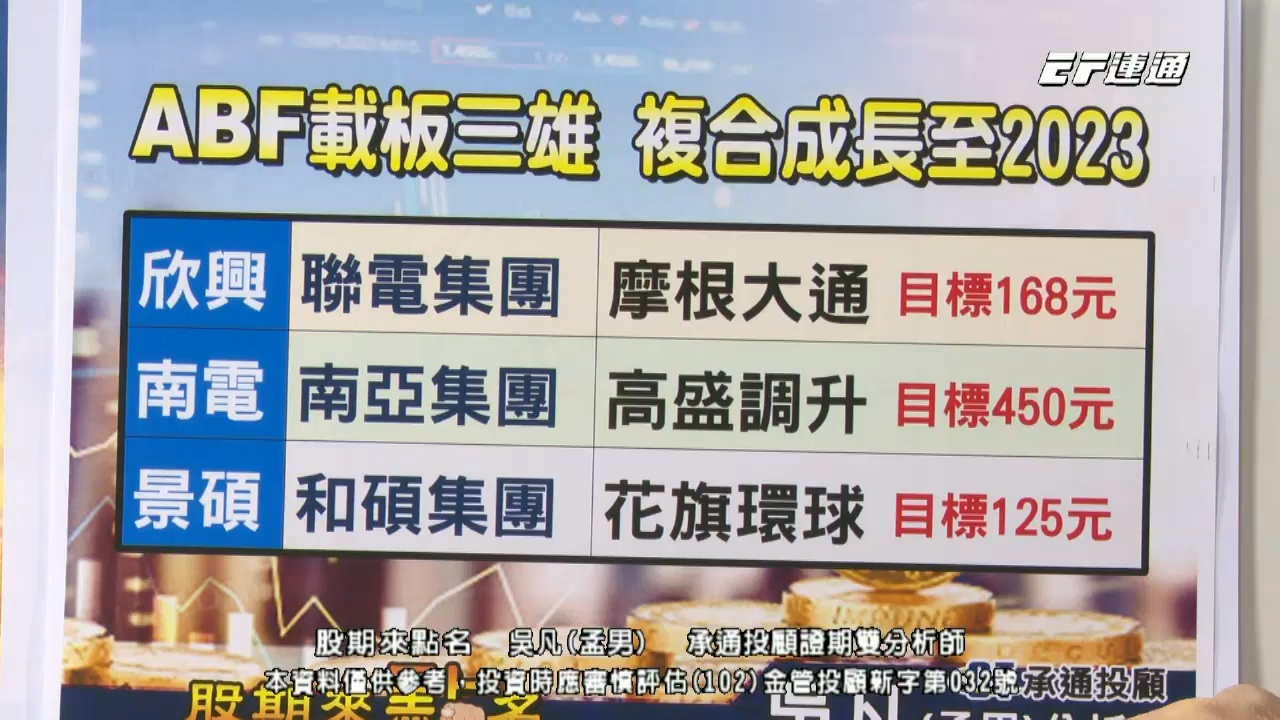 EF運通
ABF載板三雄 複合成長至2023
欣興 聯電集團 摩根大通 目標168元
南電 南亞集團 高盛調升 目標450元
景碩 和碩集團 花旗環球 目標125元
股期來點名 吳凡(孟男) 承通投顧證期雙分析師
本資料僅供參考，投資時應審慎評估(102)金管投顧新字第032號
承通投顧
股期來